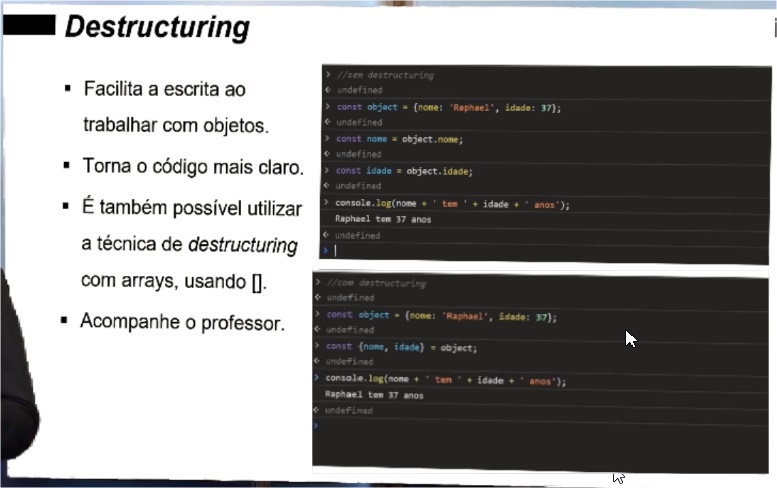 Destructuring
▪ Facilita a escrita ao
trabalhar com objetos.
▪ Torna o código mais claro.
▪ É também possível utilizar
a técnica de destructuring
com arrays, usando [].
▪ Acompanhe o professor.
> //sem destructuring
< undefined
> const object = {nome: 'Raphael', idade: 37};
< undefined
> const nome = object.nome;
< undefined
> const idade = object.idade;
< undefined
> console.log(nome + ' tem ' + idade + ' anos');
Raphael tem 37 anos
< undefined
>
> //com destructuring
< undefined
> const object = {nome: 'Raphael', idade: 37};
< undefined
> const {nome, idade} = object;
< undefined
> console.log(nome + ' tem ' + idade + ' anos');
Raphael tem 37 anos
< undefined
>